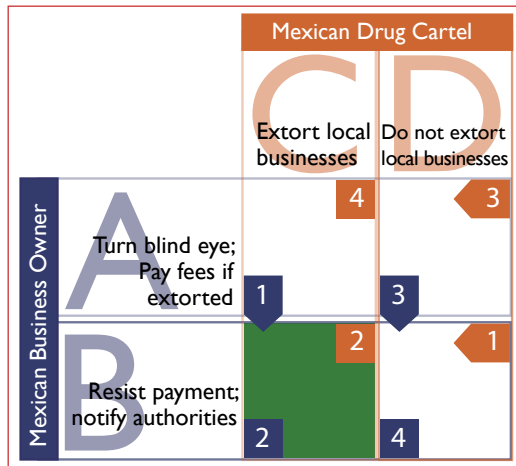 Mexican Drug Cartel
C D
Extort local
businesses
Do not extort
local businesses
Mexican Business Owner
A
Turn blind eye;
Pay fees if
extorted
4
3
1
3
B
Resist payment;
notify authorities
2
1
2
4